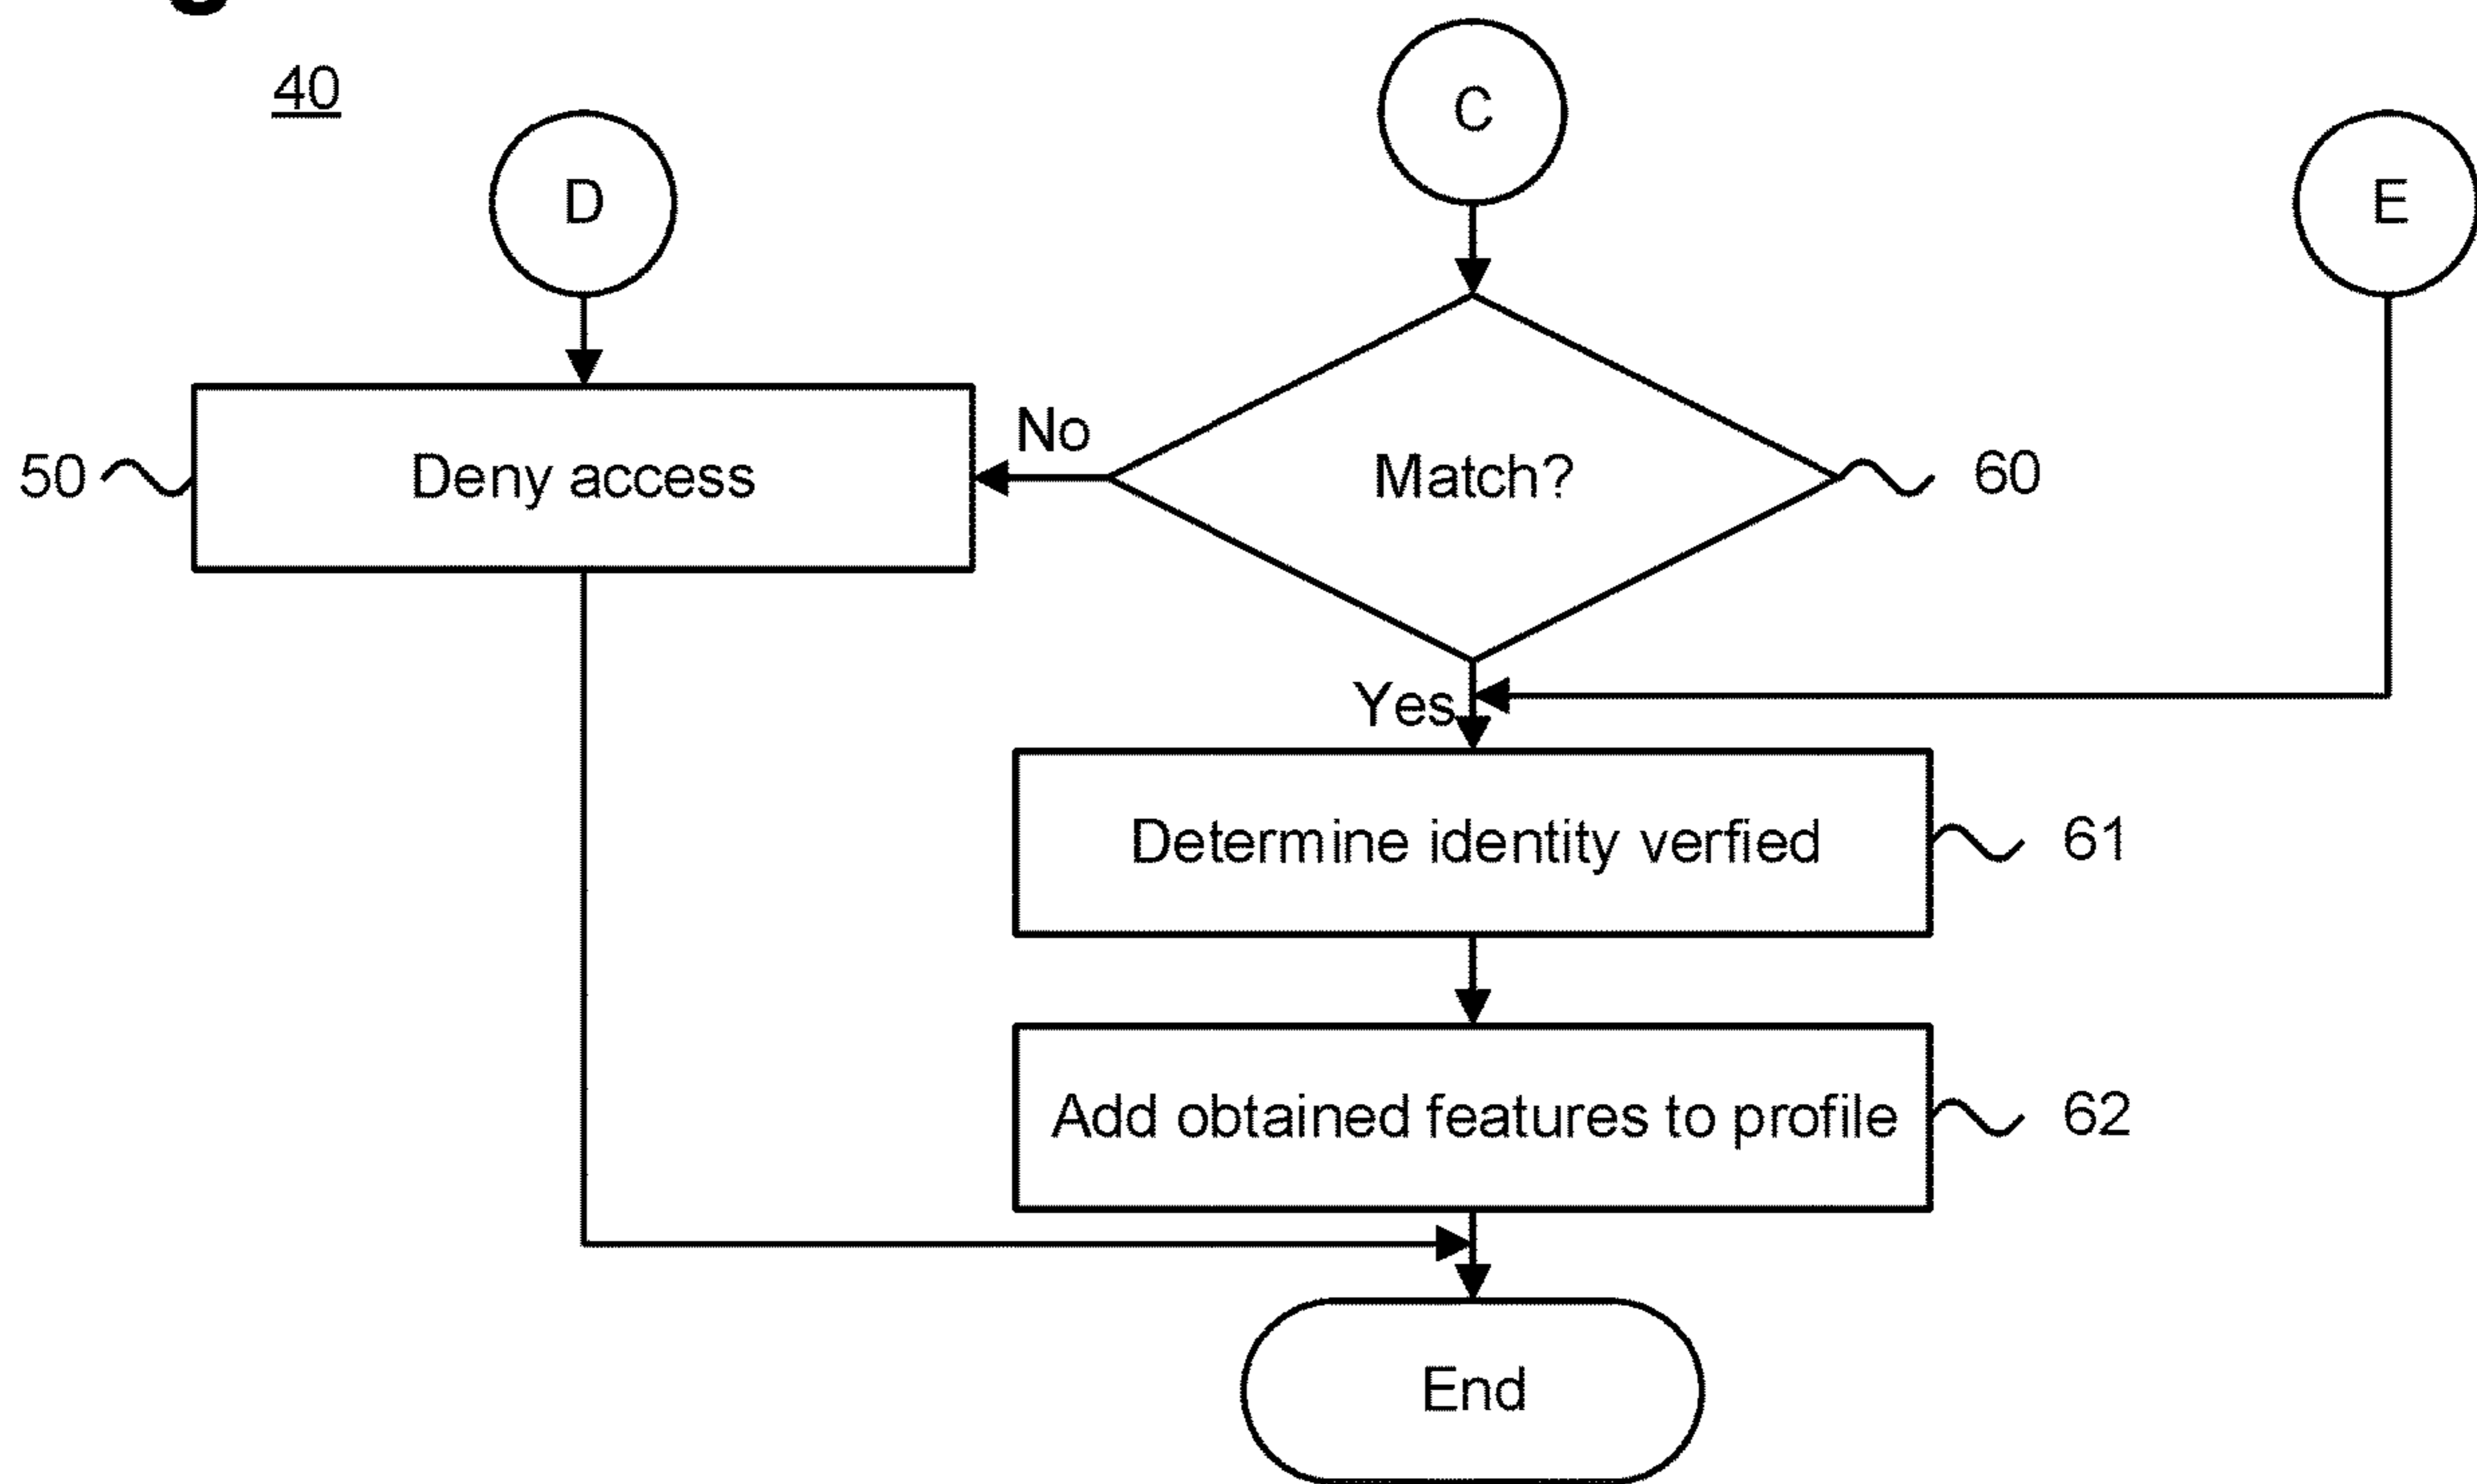 40
C
D
E
No
50
Deny access
Match?
60
Yes
Determine identity verfied
61
Add obtained features to profile
62
End